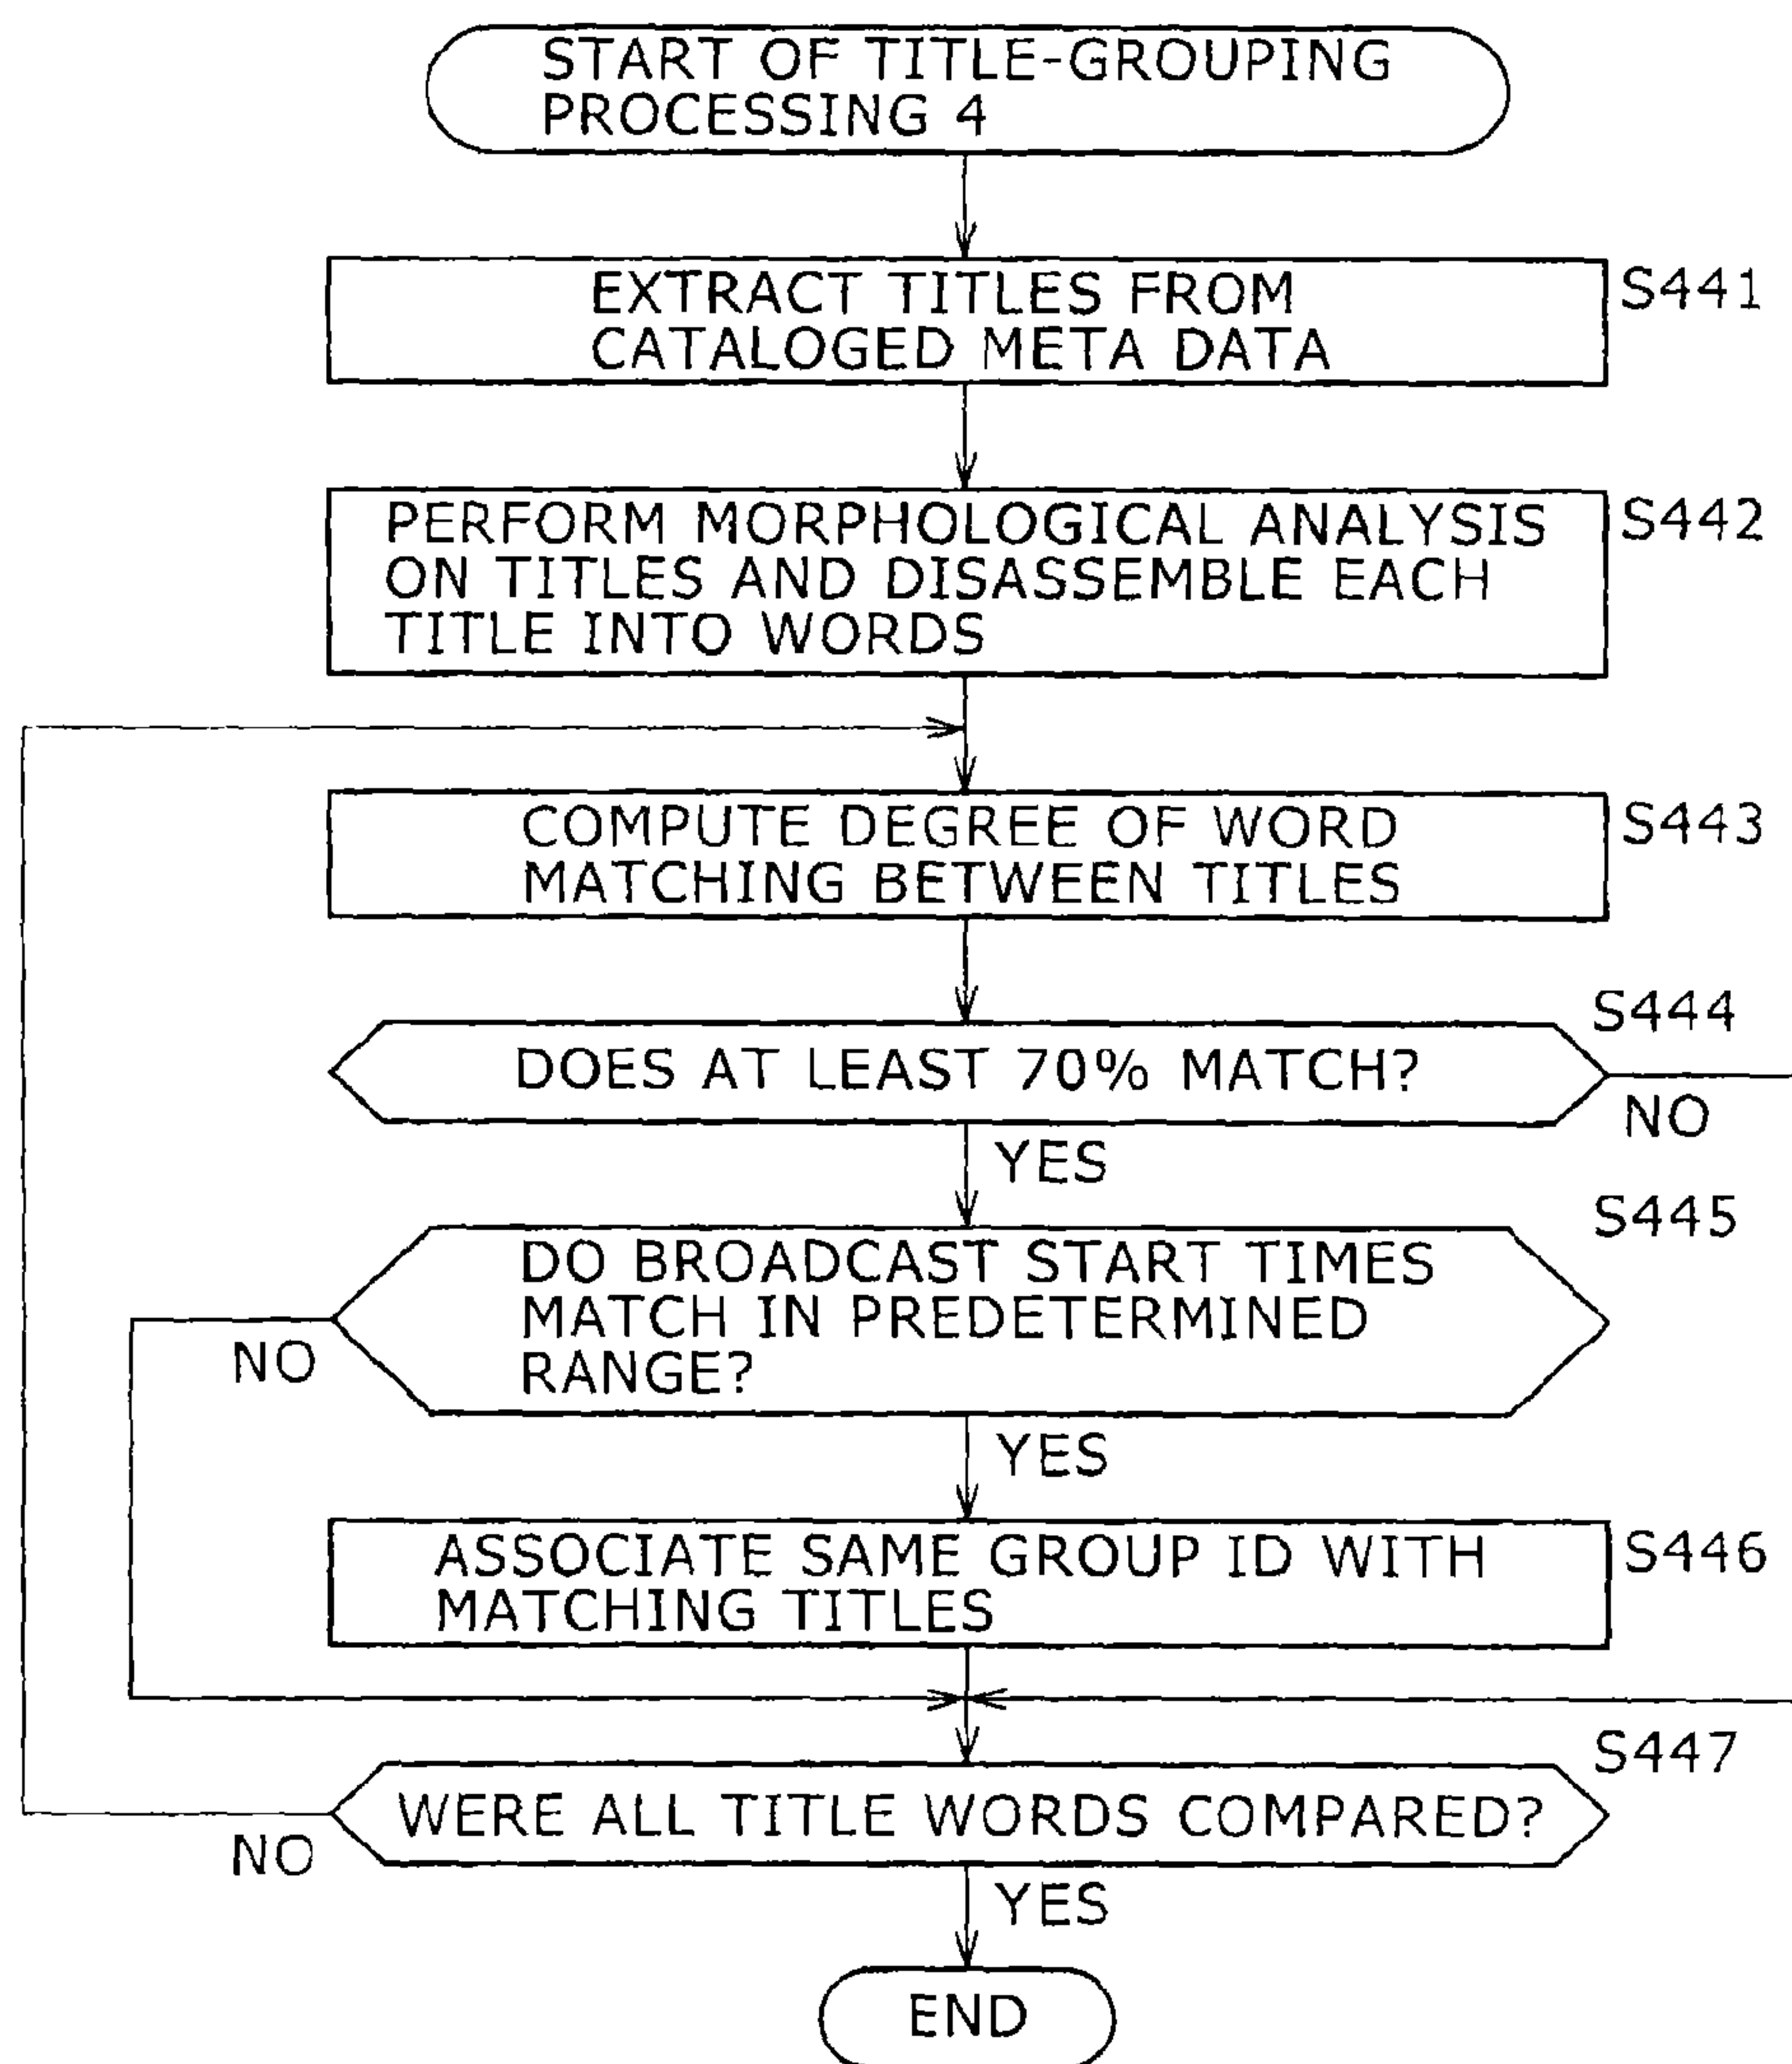 START OF TITLE-GROUPING
PROCESSING 4
EXTRACT TITLES FROM
CATALOGED META DATA
S441
PERFORM MORPHOLOGICAL ANALYSIS
ON TITLES AND DISASSEMBLE EACH
TITLE INTO WORDS
S442
COMPUTE DEGREE OF WORD
MATCHING BETWEEN TITLES
S443
S444
DOES AT LEAST 70% MATCH?
NO
YES
S445
DO BROADCAST START TIMES
MATCH IN PREDETERMINED
RANGE?
NO
YES
ASSOCIATE SAME GROUP ID WITH
MATCHING TITLES
S446
S447
WERE ALL TITLE WORDS COMPARED?
NO
YES
END